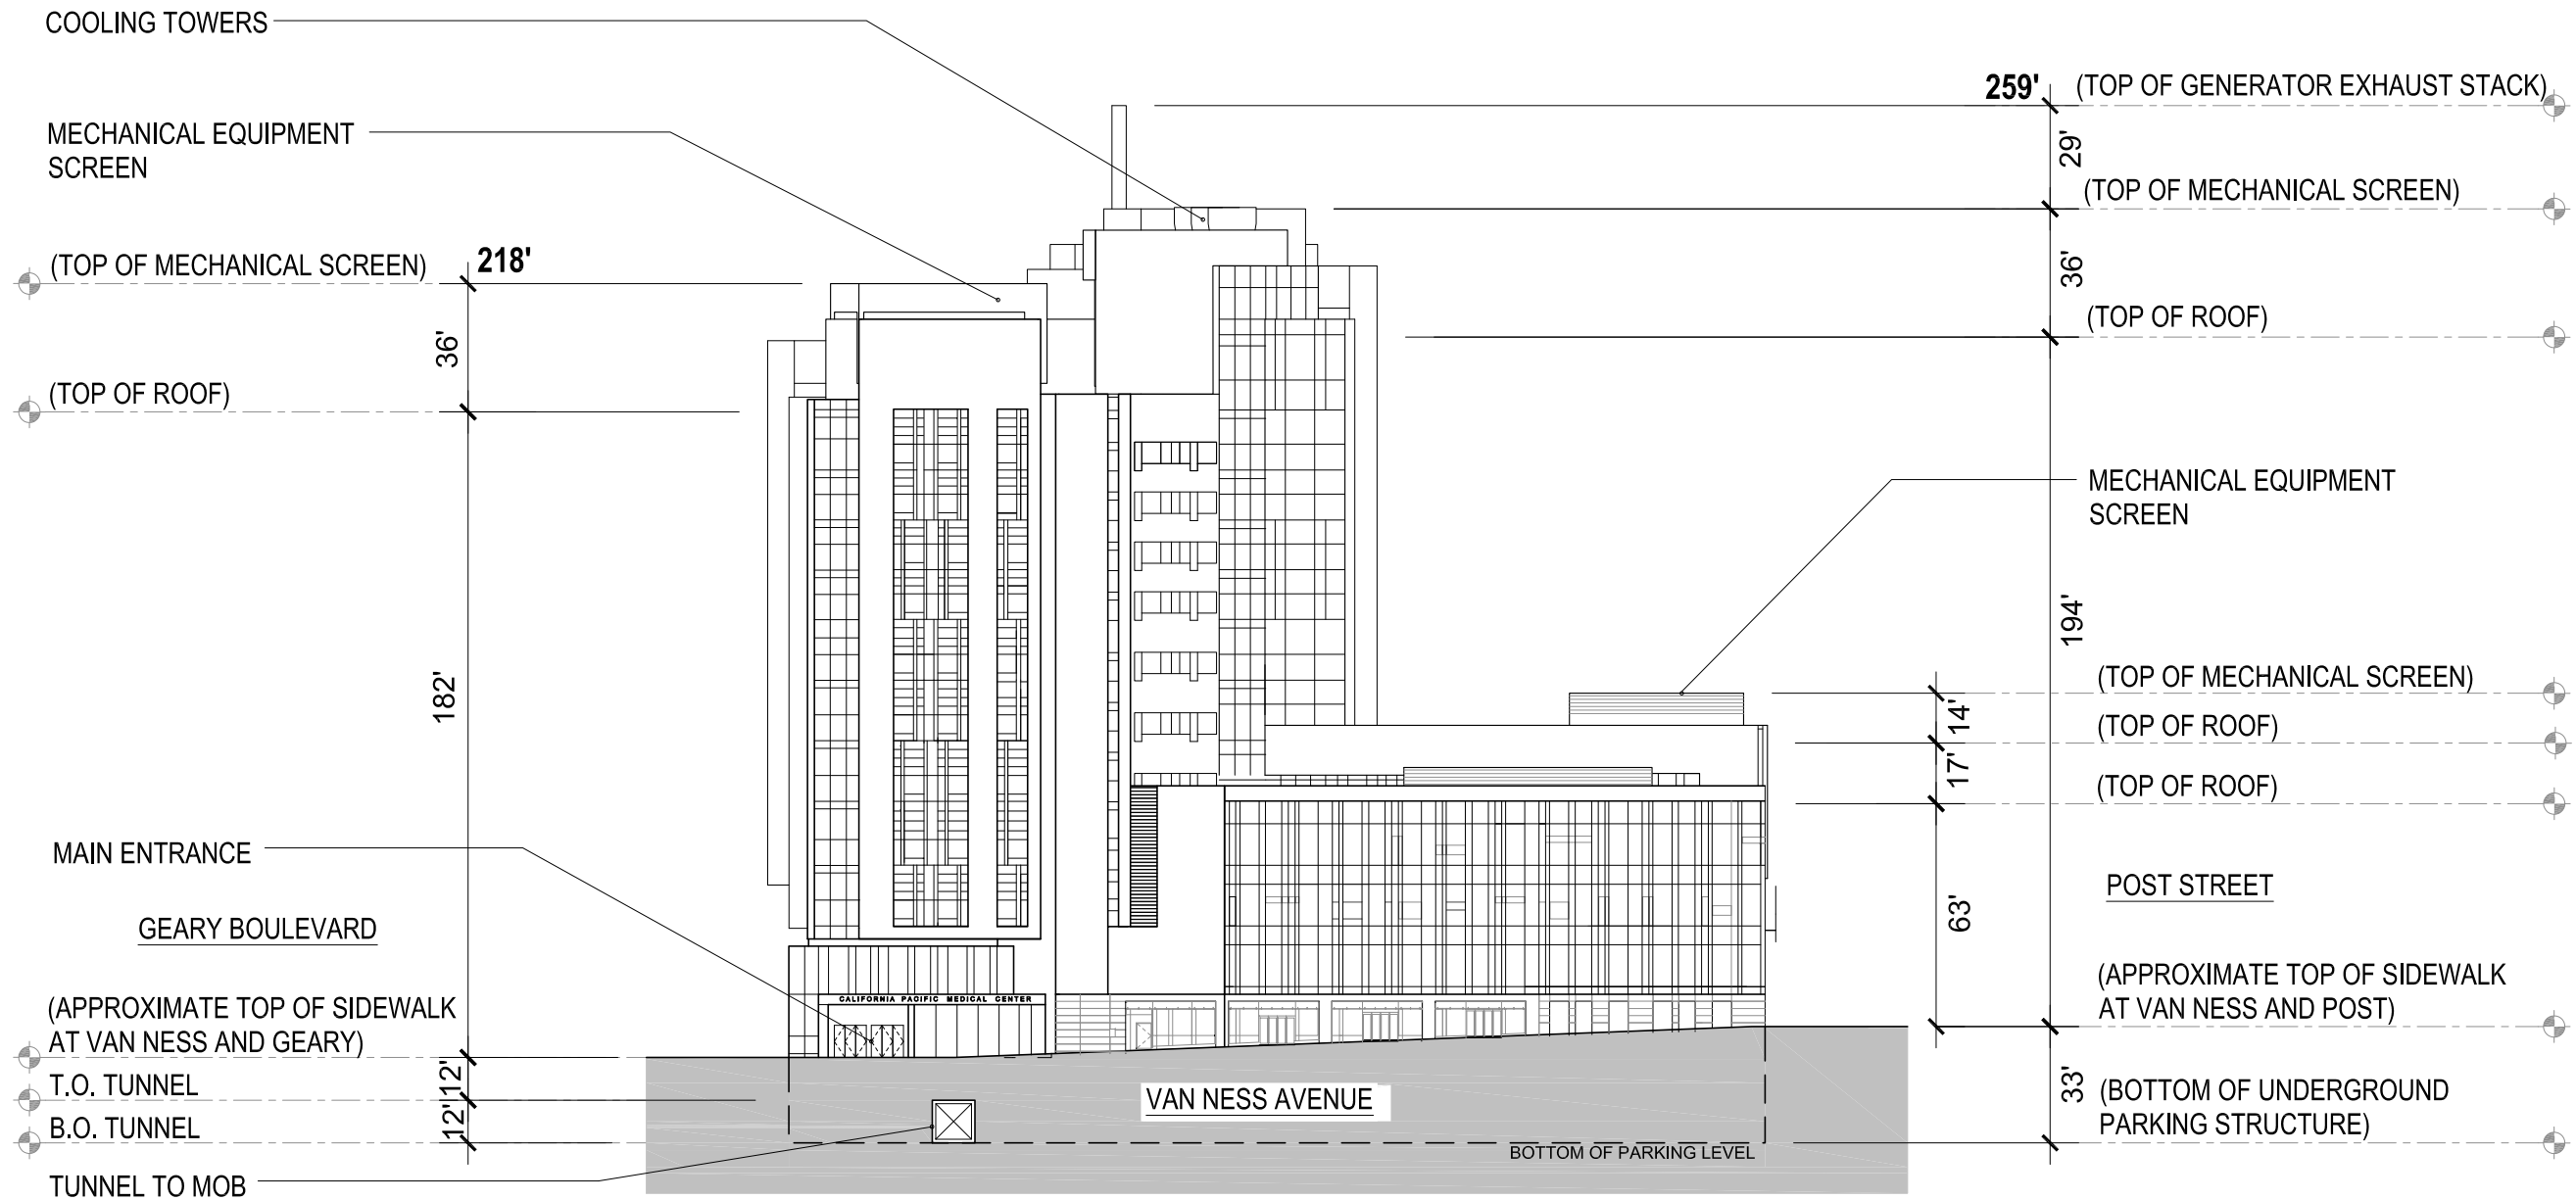 COOLING TOWERS
259' (TOP OF GENERATOR EXHAUST STACK)
MECHANICAL EQUIPMENT
SCREEN
29'
(TOP OF MECHANICAL SCREEN)
(TOP OF MECHANICAL SCREEN) 218'
36'
(TOP OF ROOF)
36'
(TOP OF ROOF)
MECHANICAL EQUIPMENT
SCREEN
194'
182'
(TOP OF MECHANICAL SCREEN)
14'
(TOP OF ROOF)
17'
(TOP OF ROOF)
MAIN ENTRANCE
POST STREET
63'
GEARY BOULEVARD
CALIFORNIA PACIFIC MEDICAL CENTER
(APPROXIMATE TOP OF SIDEWALK
AT VAN NESS AND POST)
(APPROXIMATE TOP OF SIDEWALK
AT VAN NESS AND GEARY)
12'
T.O. TUNNEL
12'
B.O. TUNNEL
VAN NESS AVENUE
33'
(BOTTOM OF UNDERGROUND
PARKING STRUCTURE)
BOTTOM OF PARKING LEVEL
TUNNEL TO MOB